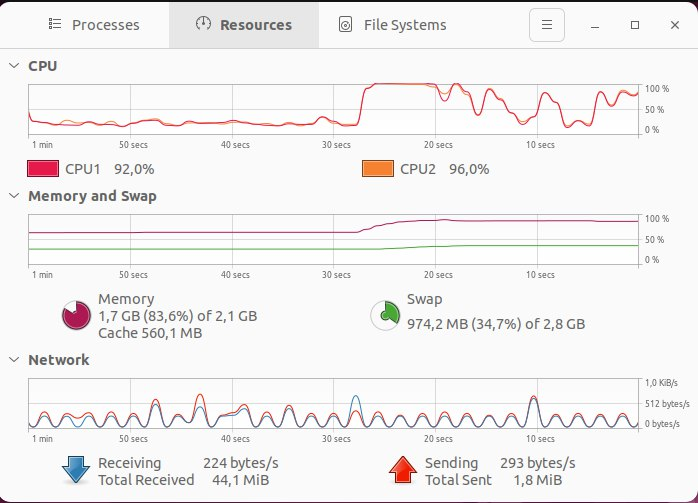 Processes Resources File Systems
CPU
100 %
50 %
0 %
1 min 50 secs 40 secs 30 secs 20 secs 10 secs
CPU1 92,0% CPU2 96,0%
Memory and Swap
100 %
50 %
0 %
1 min 50 secs 40 secs 30 secs 20 secs 10 secs
Memory
1,7 GB (83,6%) of 2,1 GB
Cache 560,1 MB
Swap
974,2 MB (34,7%) of 2,8 GB
Network
1,0 KiB/s
512 bytes/s
0 bytes/s
1 min 50 secs 40 secs 30 secs 20 secs 10 secs
Receiving 224 bytes/s
Total Received 44,1 MiB
Sending 293 bytes/s
Total Sent 1,8 MiB